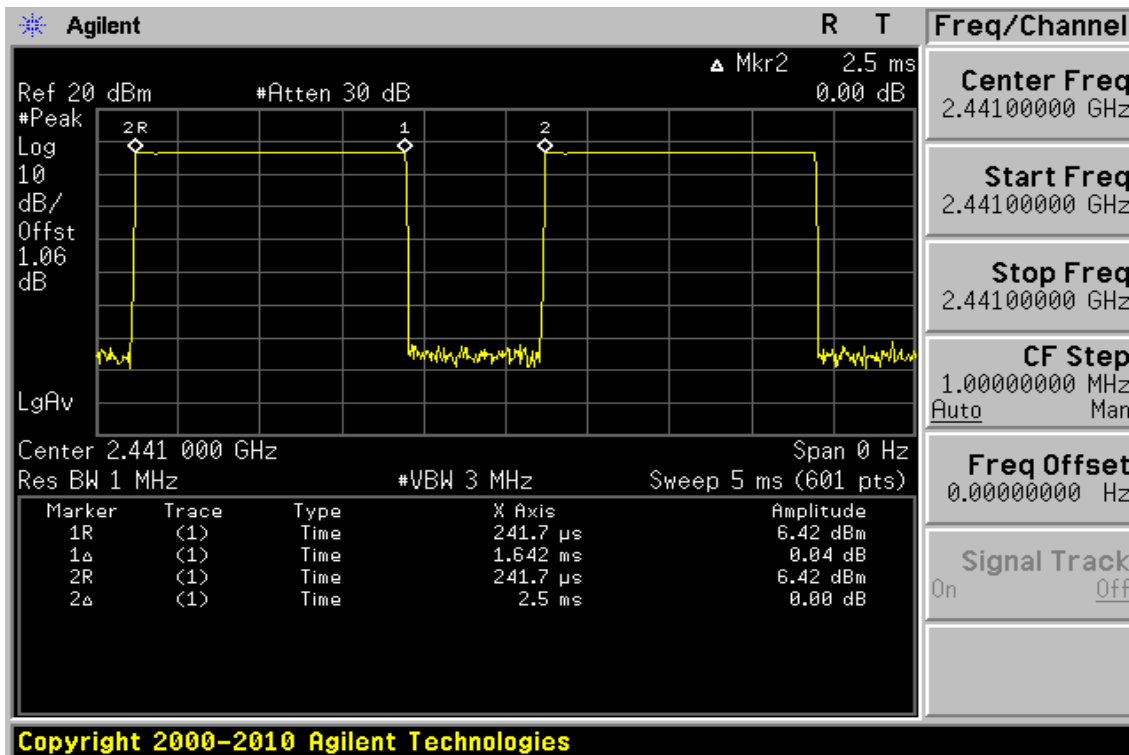 Agilent R T
Freq/Channel
Δ Mkr2 2.5 ms
Ref 20 dBm #Atten 30 dB 0.00 dB
#Peak
Log
10
dB/
Offst
1.06
dB
2R 1 2
LgAv
Center 2.441 000 GHz Span 0 Hz
Res BW 1 MHz #VBW 3 MHz Sweep 5 ms (601 pts)
Marker Trace Type X Axis Amplitude
1R (1) Time 241.7 µs 6.42 dBm
1Δ (1) Time 1.642 ms 0.04 dB
2R (1) Time 241.7 µs 6.42 dBm
2Δ (1) Time 2.5 ms 0.00 dB
Center Freq
2.44100000 GHz
Start Freq
2.44100000 GHz
Stop Freq
2.44100000 GHz
CF Step
1.00000000 MHz
Auto Man
Freq Offset
0.00000000 Hz
Signal Track
On Off
Copyright 2000-2010 Agilent Technologies